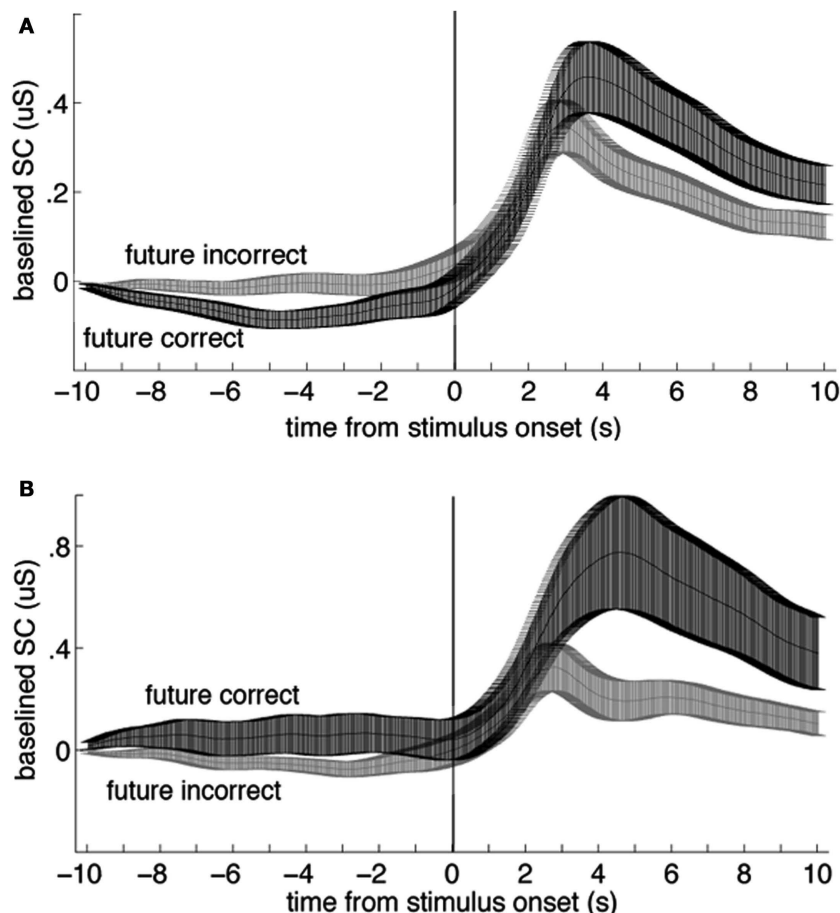 A
baselined SC (uS)
.4
.2
0
future incorrect
future correct
−10 −8 −6 −4 −2 0 2 4 6 8 10
time from stimulus onset (s)
B
baselined SC (uS)
.8
.4
0
future correct
future incorrect
−10 −8 −6 −4 −2 0 2 4 6 8 10
time from stimulus onset (s)